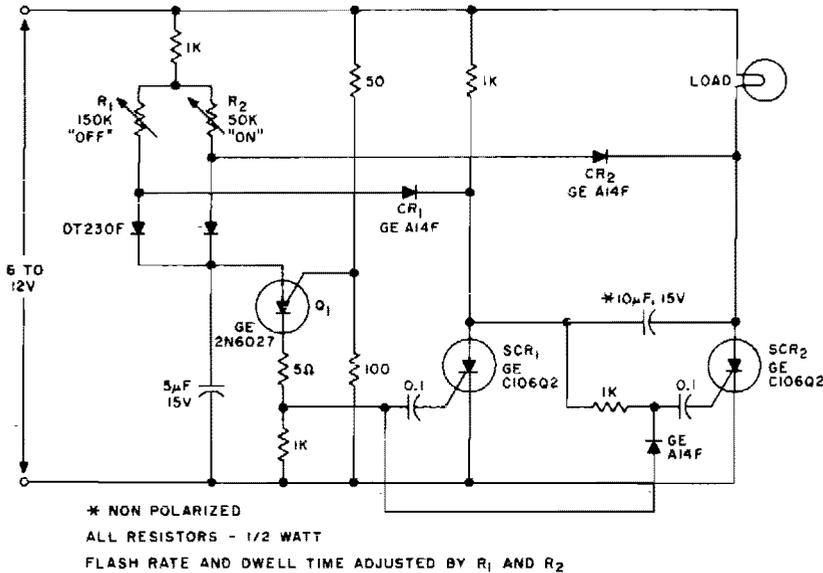 1K
50
1K
LOAD
R1
150K
"OFF"
R2
50K
"ON"
CR2
GE A14F
CR1
GE A14F
DT230F
6 TO
12V
Q1
GE
2N6027
*10µF, 15V
SCR1
GE
C106Q2
SCR2
GE
C106Q2
5Ω
100
5µF
15V
0.1
1K
0.1
1K
GE
A14F
* NON POLARIZED
ALL RESISTORS - 1/2 WATT
FLASH RATE AND DWELL TIME ADJUSTED BY R1 AND R2